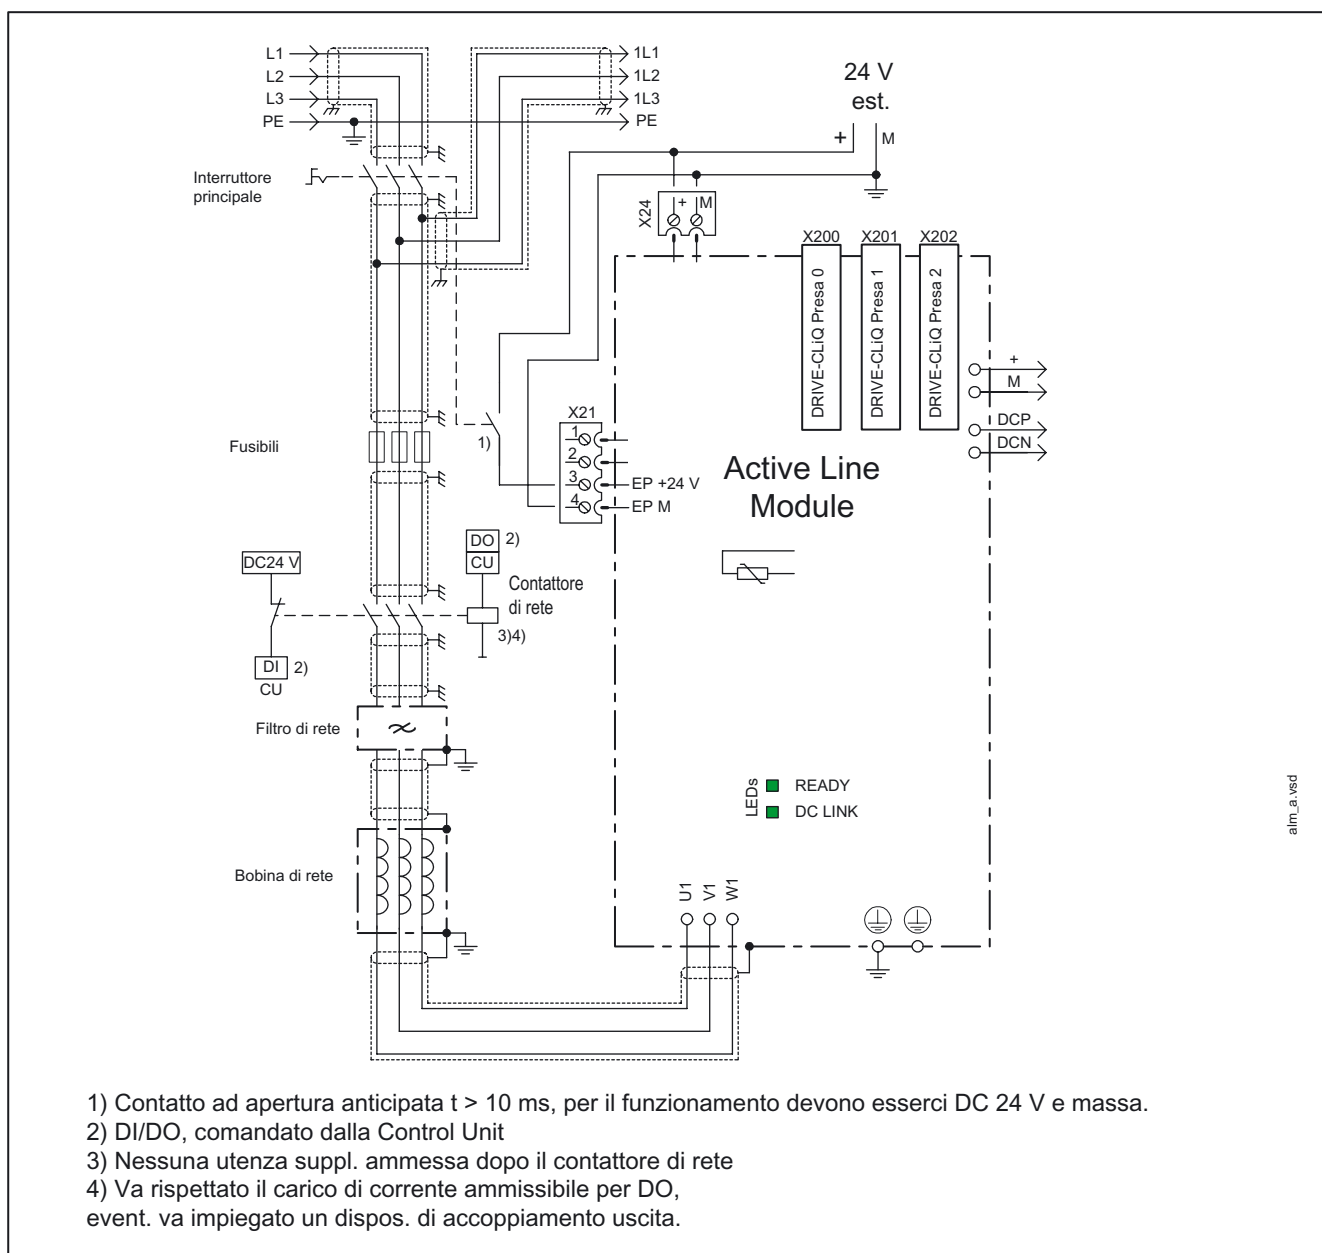 L1
L2
L3
PE
1L1
1L2
1L3
PE
24 V
est.
+
M
Interruttore
principale
X24
+
M
X200
X201
X202
DRIVE-CLiQ Presa 0
DRIVE-CLiQ Presa 1
DRIVE-CLiQ Presa 2
+
M
DCP
DCN
X21
1
2
3
4
1)
EP +24 V
EP M
Fusibili
Active Line
Module
DC24 V
DO
2)
CU
Contattore
di rete
3)4)
DI
2)
CU
Filtro di rete
LEDs
READY
DC LINK
Bobina di rete
U1
V1
W1
alm_a.vsd
1) Contatto ad apertura anticipata t > 10 ms, per il funzionamento devono esserci DC 24 V e massa.
2) DI/DO, comandato dalla Control Unit
3) Nessuna utenza suppl. ammessa dopo il contattore di rete
4) Va rispettato il carico di corrente ammissibile per DO,
event. va impiegato un dispos. di accoppiamento uscita.